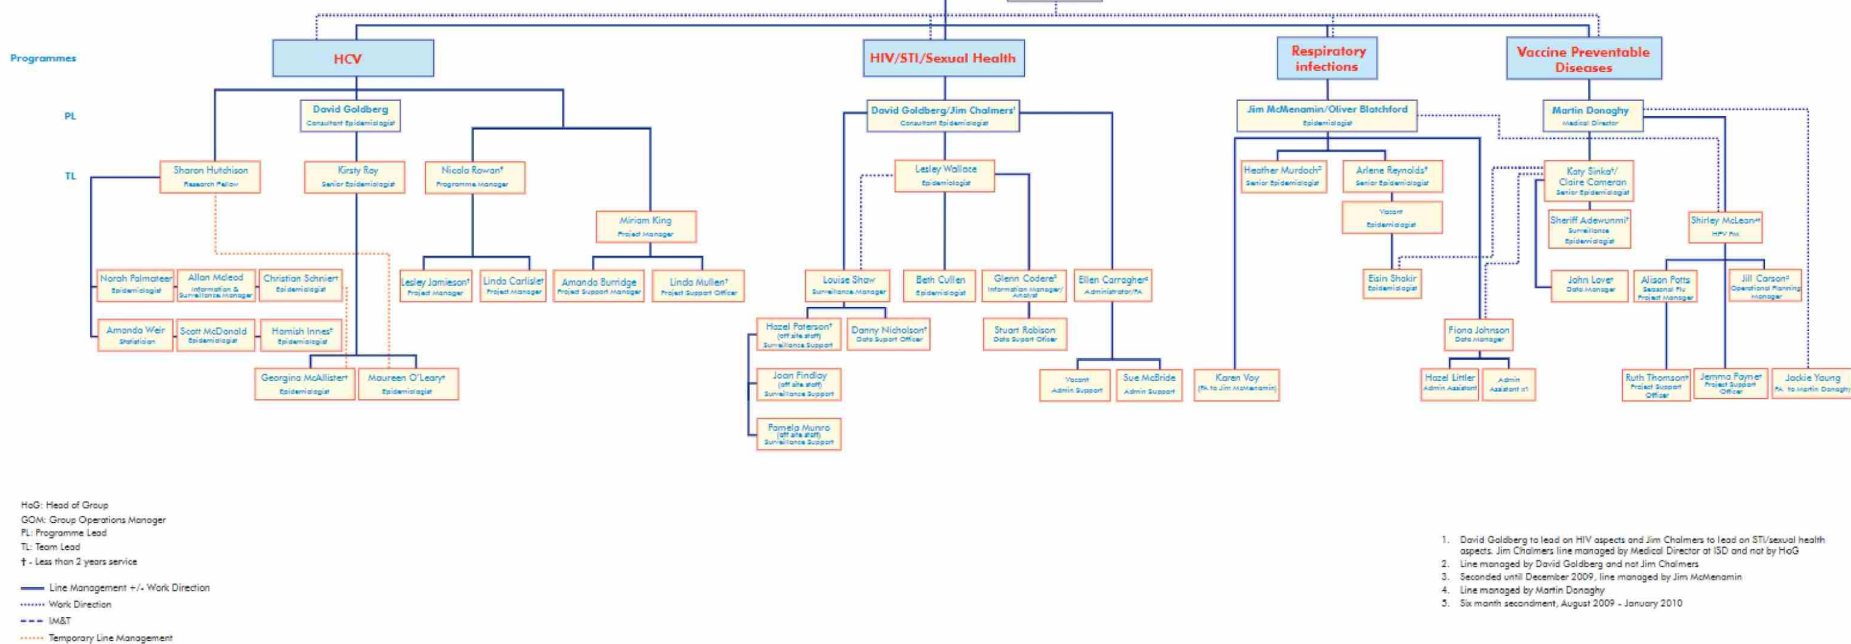 Programmes
HCV
HIV/STI/Sexual Health
Respiratory
infections
Vaccine Preventable
Diseases
PL
David Goldberg
Consultant Epidemiologist
David Goldberg/Jim Chalmers¹
Consultant Epidemiologist
Jim McMenamin/Oliver Blatchford
Epidemiologist
Martin Donaghy
Medical Director
TL
Sharon Hutchison
Research Fellow
Kirsty Roy
Senior Epidemiologist
Nicola Rowan†
Programme Manager
Lesley Wallace
Epidemiologist
Heather Murdoch
Senior Epidemiologist
Arlene Reynolds†
Senior Epidemiologist
Katy Sinka†/
Claire Cameron
Senior Epidemiologist
Miriam King
Project Manager
Vacant
Epidemiologist
Sheriff Adewunmi†
Surveillance
Epidemiologist
Shirley McLean
HPV PM
Norah Palmateer
Epidemiologist
Allan Mcleod
Information &
Surveillance Manager
Christian Schnier†
Epidemiologist
Lesley Jamieson†
Project Manager
Linda Carlisle†
Project Manager
Amanda Burridge
Project Support Manager
Linda Mullen†
Project Support Officer
Louise Shaw
Surveillance Manager
Beth Cullen
Epidemiologist
Glenn Codere
Information Manager/
Analyst
Ellen Carragher
Administrator/PA
Eisin Shakir
Epidemiologist
John Love†
Data Manager
Alison Potts
Seasonal Flu
Project Manager
Jill Carson
Operational Planning
Manager
Amanda Weir
Statistician
Scott McDonald
Epidemiologist
Hamish Innes†
Epidemiologist
Hazel Paterson†
(off site staff)
Surveillance Support
Danny Nicholson†
Data Suport Officer
Stuart Robison
Data Suport Officer
Fiona Johnson
Data Manager
Georgina McAllister†
Epidemiologist
Maureen O'Leary†
Epidemiologist
Joan Findlay
(off site staff)
Surveillance Support
Vacant
Admin Support
Sue McBride
Admin Support
Karen Voy
(PA to Jim McMenamin)
Hazel Littler
Admin Assistant
Admin
Assistant x1
Ruth Thomson†
Project Support
Officer
Jemma Payne†
Project Support
Officer
Jackie Young
PA to Martin Donaghy
Pamela Munro
(off site staff)
Surveillance Support
HoG: Head of Group
GOM: Group Operations Manager
PL: Programme Lead
TL: Team Lead
† - Less than 2 years service
Line Management +/- Work Direction
Work Direction
IM&T
Temporary Line Management
1. David Goldberg to lead on HIV aspects and Jim Chalmers to lead on STI/sexual health
aspects. Jim Chalmers line managed by Medical Director at ISD and not by HoG
2. Line managed by David Goldberg and not Jim Chalmers
3. Seconded until December 2009, line managed by Jim McMenamin
4. Line managed by Martin Donaghy
5. Six month secondment, August 2009 - January 2010